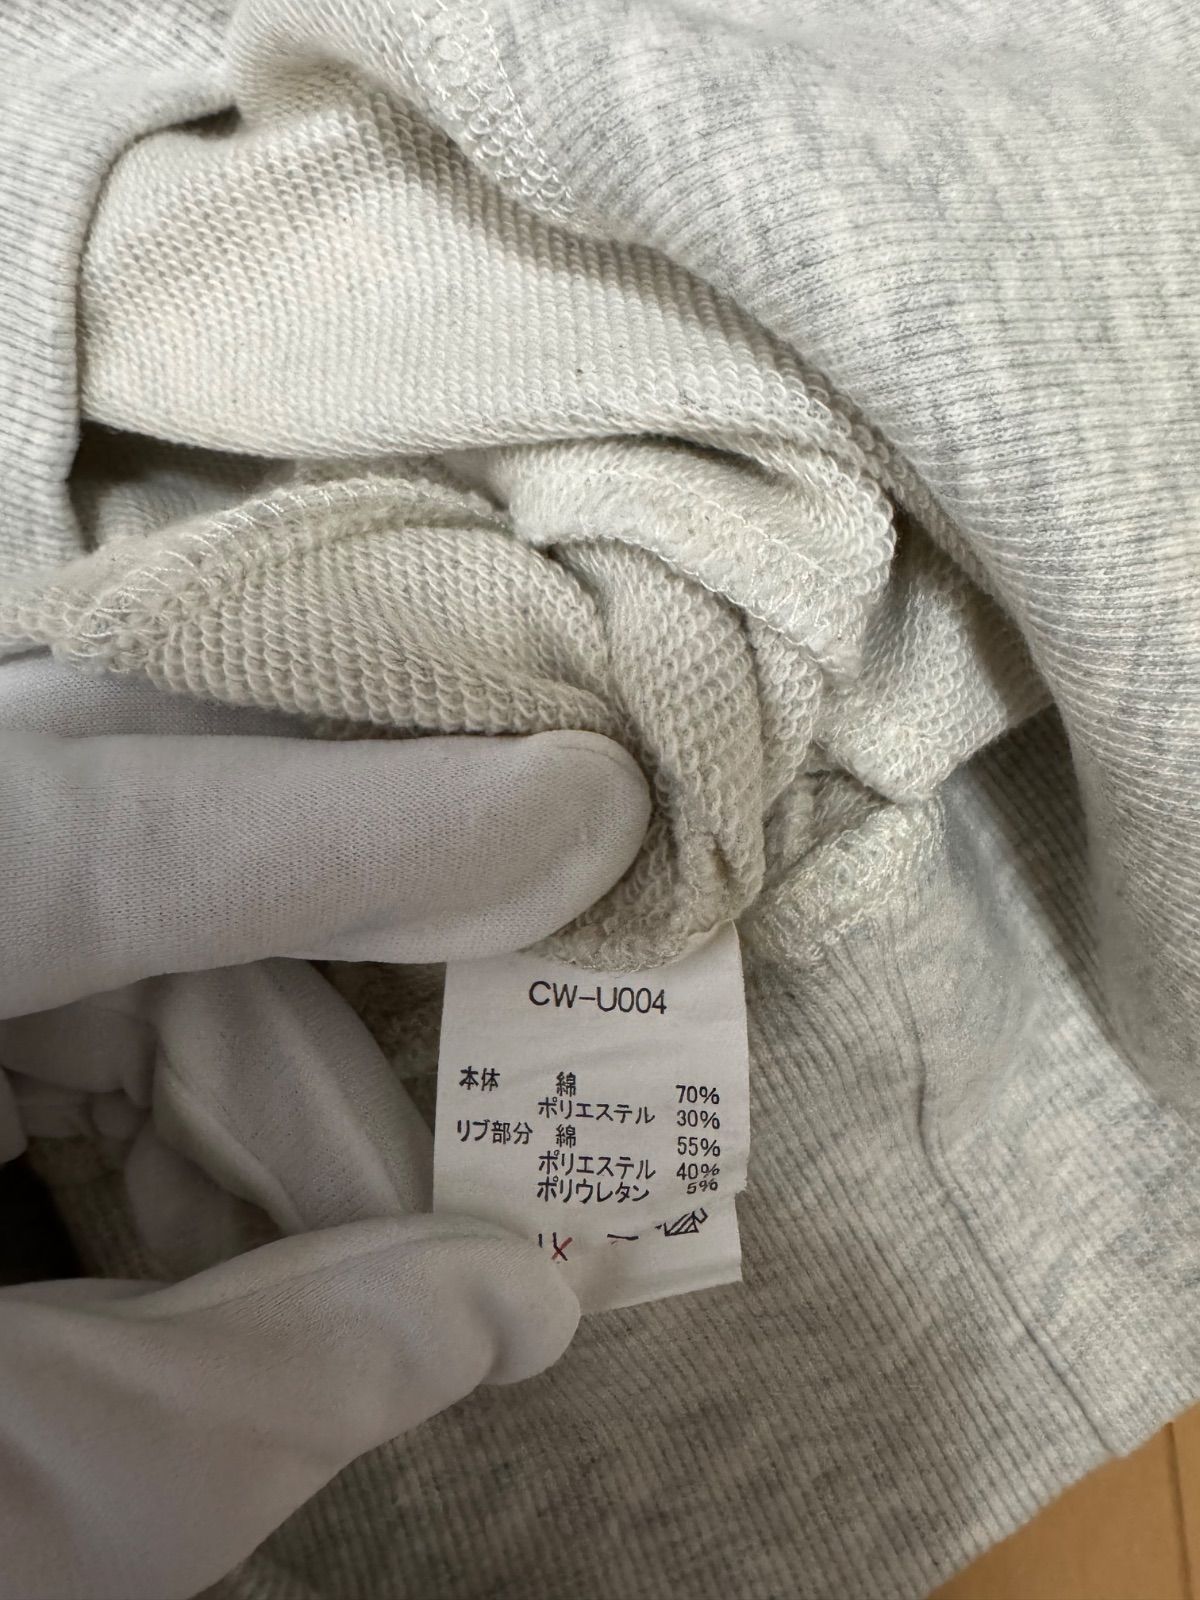 CW-U004
本体 綿 70%
ポリエステル 30%
リブ部分 綿 55%
ポリエステル 40%
ポリウレタン 5%